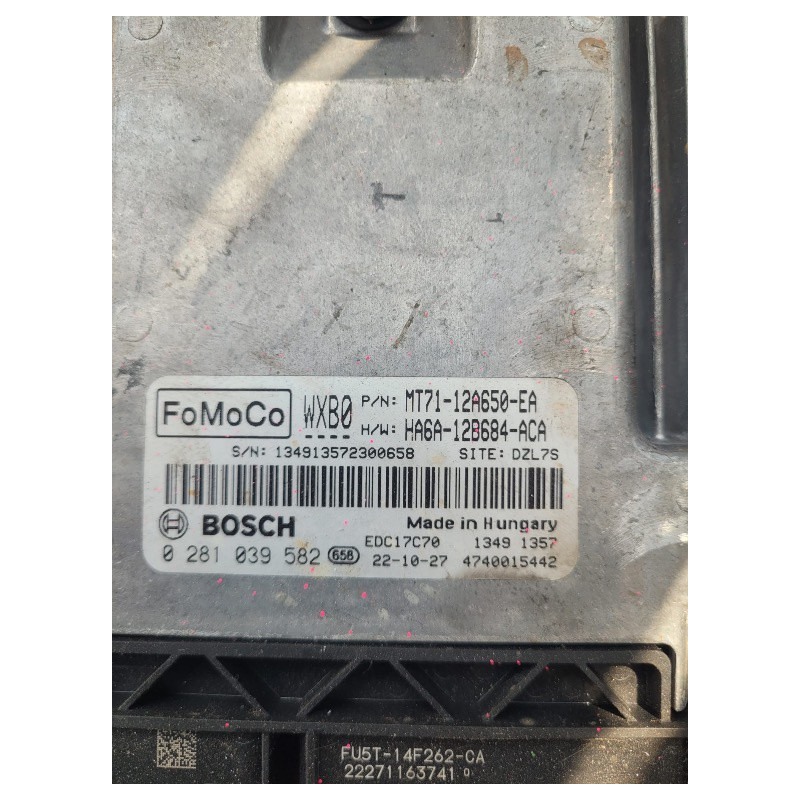 FoMoCo
WXB0
P/N: MT71-12A650-EA
H/W: HA6A-12B684-ACA
S/N: 134913572300658 SITE: DZL7S
BOSCH Made in Hungary
EDC17C70 1349 1357
0 281 039 582 658 22-10-27 4740015442
FU5T-14F262-CA
22271163741